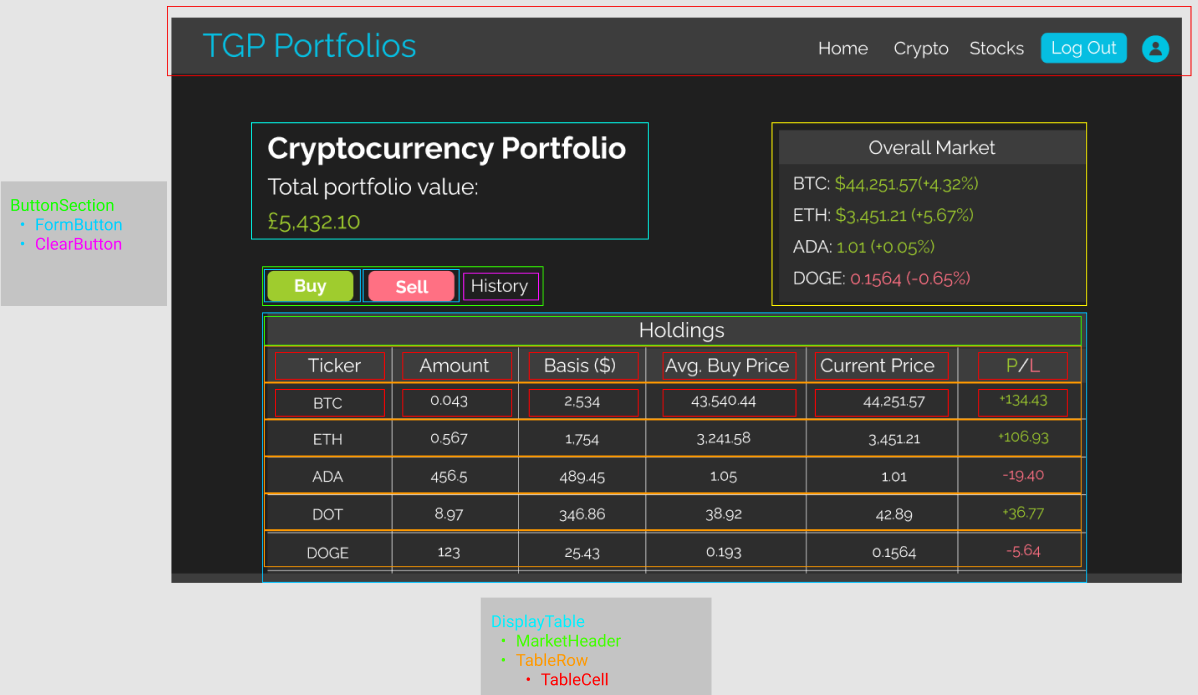 TGP Portfolios
Home Crypto Stocks Log Out
Cryptocurrency Portfolio
Total portfolio value:
£5,432.10
Overall Market
BTC: $44,251.57(+4.32%)
ETH: $3,451.21 (+5.67%)
ADA: 1.01 (+0.05%)
DOGE: 0.1564 (-0.65%)
ButtonSection
• FormButton
• ClearButton
Buy Sell History
Holdings
Ticker Amount Basis ($) Avg. Buy Price Current Price P/L
BTC 0.043 2,534 43,540.44 44,251.57 +134.43
ETH 0.567 1,754 3,241.58 3,451.21 +106.93
ADA 456.5 489.45 1.05 1.01 -19.40
DOT 8.97 346.86 38.92 42.89 +36.77
DOGE 123 25.43 0.193 0.1564 -5.64
DisplayTable
• MarketHeader
• TableRow
• TableCell